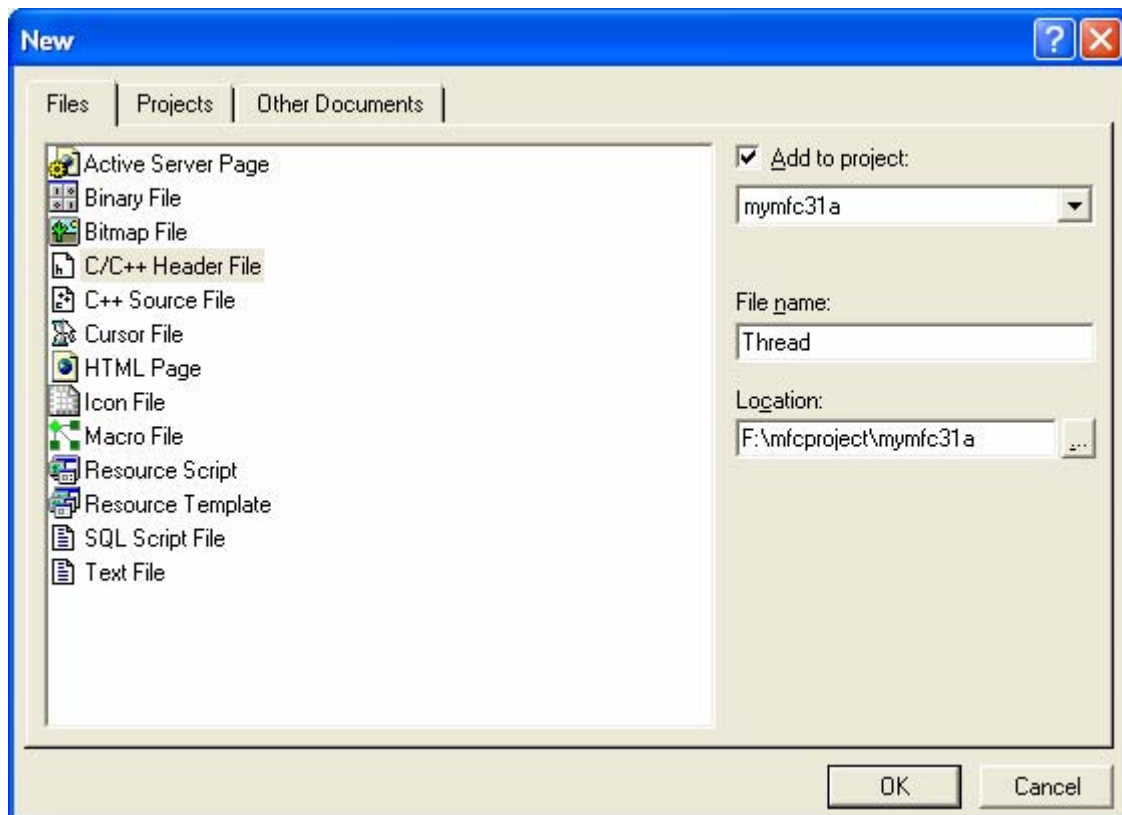 New
Files Projects Other Documents
Active Server Page
Binary File
Bitmap File
C/C++ Header File
C++ Source File
Cursor File
HTML Page
Icon File
Macro File
Resource Script
Resource Template
SQL Script File
Text File
Add to project:
mymfc31a
File name:
Thread
Location:
F:\mfcproject\mymfc31a
...
OK Cancel